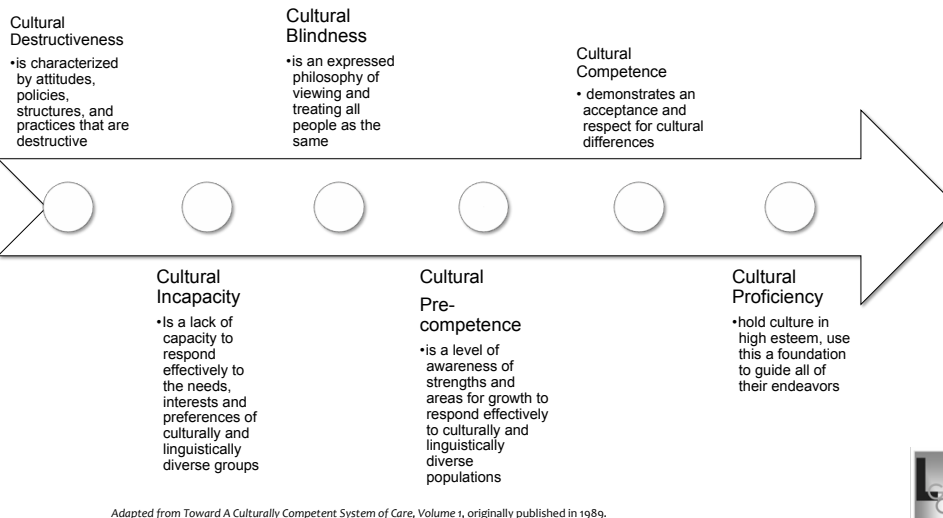 Cultural
Destructiveness
•is characterized
by attitudes,
policies,
structures, and
practices that are
destructive
Cultural
Incapacity
•Is a lack of
capacity to
respond
effectively to
the needs,
interests and
preferences of
culturally and
linguistically
diverse groups
Cultural
Blindness
•is an expressed
philosophy of
viewing and
treating all
people as the
same
Cultural
Pre-
competence
•is a level of
awareness of
strengths and
areas for growth to
respond effectively
to culturally and
linguistically
diverse
populations
Cultural
Competence
• demonstrates an
acceptance and
respect for cultural
differences
Cultural
Proficiency
•hold culture in
high esteem, use
this a foundation
to guide all of
their endeavors
Adapted from Toward A Culturally Competent System of Care, Volume 1, originally published in 1989.